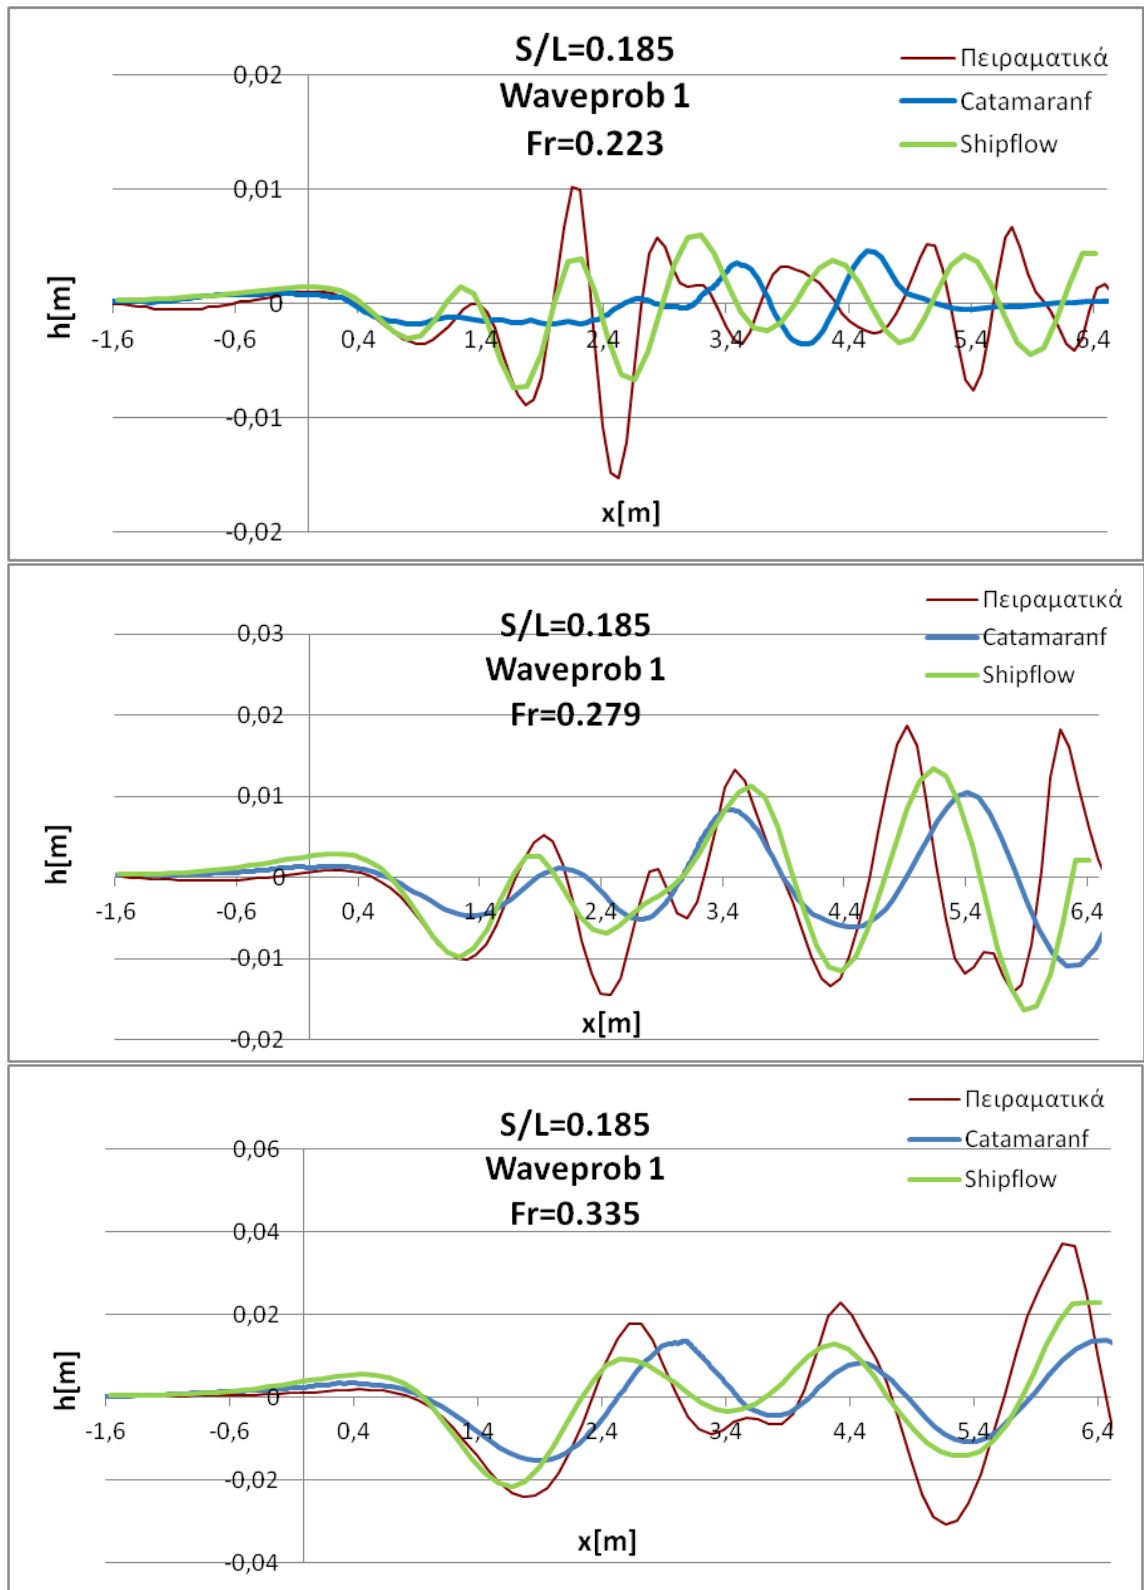 S/L=0.185
Waveprob 1
Fr=0.223
Πειραματικά
Catamaranf
Shipflow
0,02
0,01
0
-0,01
-0,02
h[m]
-1,6 -0,6 0,4 1,4 2,4 3,4 4,4 5,4 6,4
x[m]
S/L=0.185
Waveprob 1
Fr=0.279
Πειραματικά
Catamaranf
Shipflow
0,03
0,02
0,01
0
-0,01
-0,02
h[m]
-1,6 -0,6 0,4 1,4 2,4 3,4 4,4 5,4 6,4
x[m]
S/L=0.185
Waveprob 1
Fr=0.335
Πειραματικά
Catamaranf
Shipflow
0,06
0,04
0,02
0
-0,02
-0,04
h[m]
-1,6 -0,6 0,4 1,4 2,4 3,4 4,4 5,4 6,4
x[m]